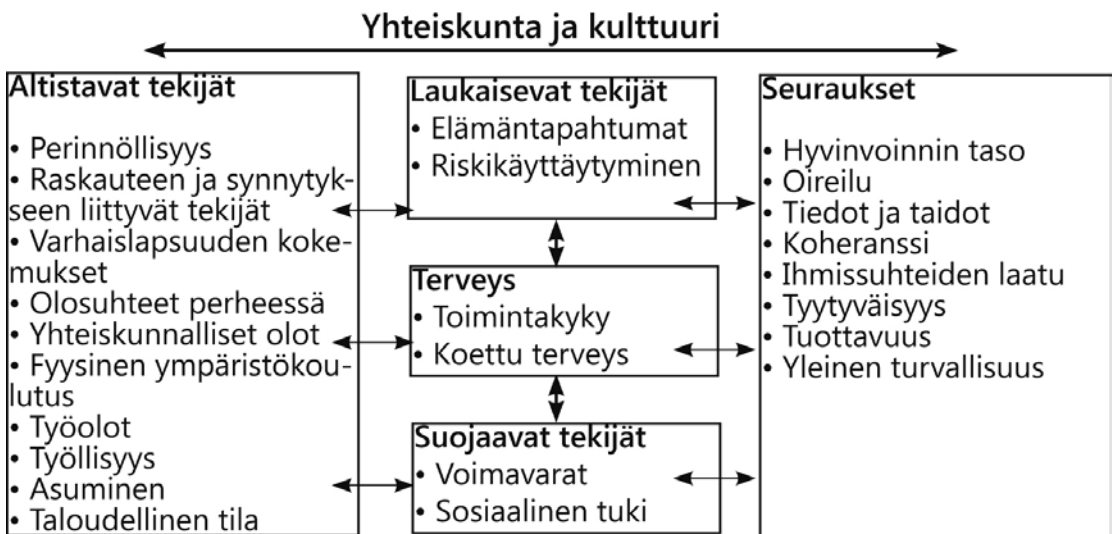 Yhteiskunta ja kulttuuri
Altistavat tekijät
• Perinnöllisyys
• Raskauteen ja synnytyk-
seen liittyvät tekijät
• Varhaislapsuuden koke-
mukset
• Olosuhteet perheessä
• Yhteiskunnalliset olot
• Fyysinen ympäristökou-
lutus
• Työolot
• Työllisyys
• Asuminen
• Taloudellinen tila
Laukaisevat tekijät
• Elämäntapahtumat
• Riskikäyttäytyminen
Terveys
• Toimintakyky
• Koettu terveys
Suojaavat tekijät
• Voimavarat
• Sosiaalinen tuki
Seuraukset
• Hyvinvoinnin taso
• Oireilu
• Tiedot ja taidot
• Koheranssi
• Ihmissuhteiden laatu
• Tyytyväisyys
• Tuottavuus
• Yleinen turvallisuus